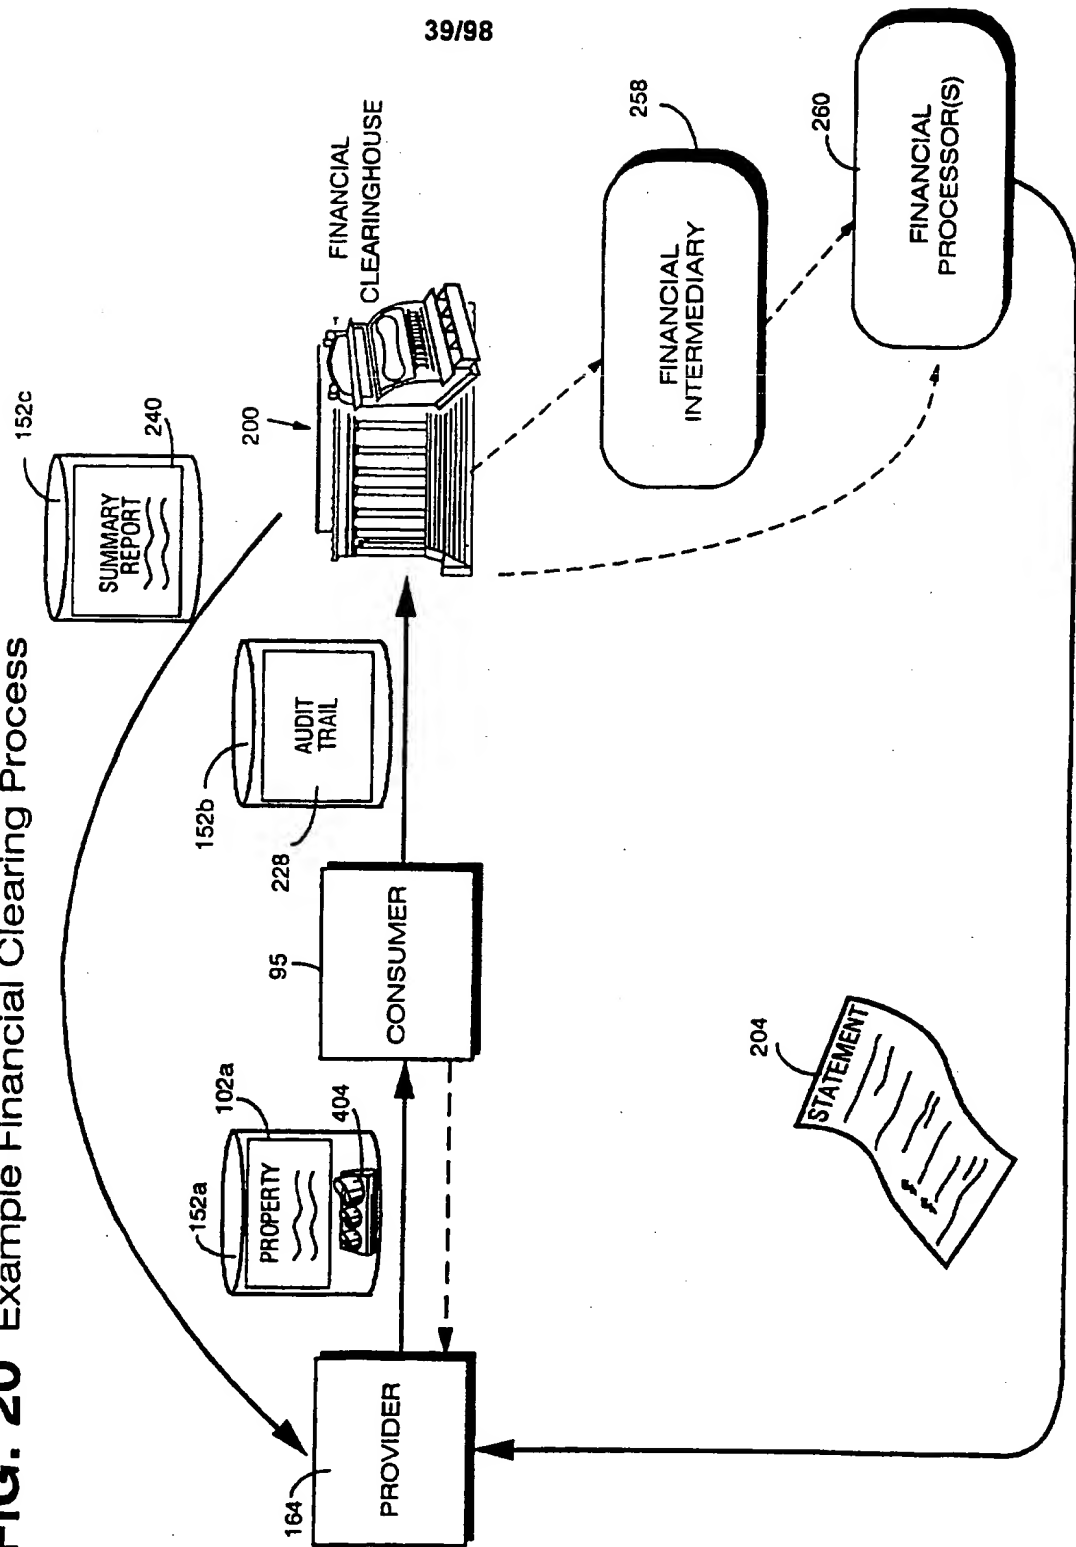 39/98
FIG. 20 Example Financial Clearing Process
152c
SUMMARY
REPORT
240
200
FINANCIAL
CLEARINGHOUSE
152b
AUDIT
TRAIL
228
152a
PROPERTY
102a
404
164
PROVIDER
95
CONSUMER
258
FINANCIAL
INTERMEDIARY
260
FINANCIAL
PROCESSOR(S)
204
STATEMENT